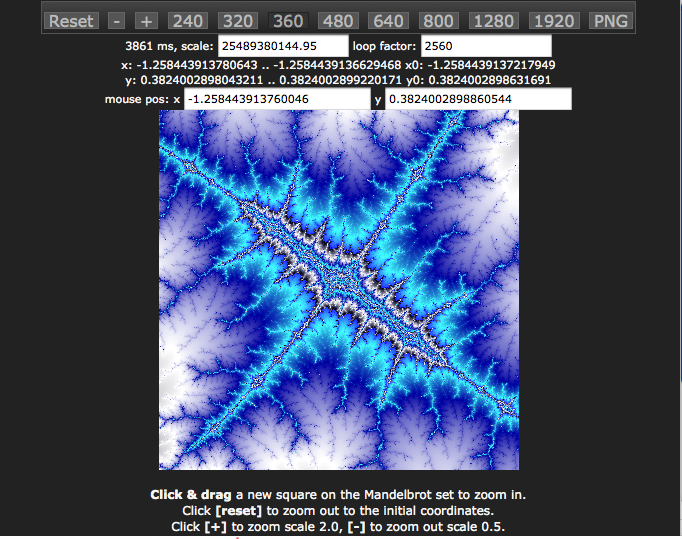 Reset - + 240 320 360 480 640 800 1280 1920 PNG
3861 ms, scale: 25489380144.95 loop factor: 2560
x: -1.258443913780643 .. -1.2584439136629468 x0: -1.2584439137217949
y: 0.3824002898043211 .. 0.3824002899220171 y0: 0.3824002898631691
mouse pos: x -1.258443913760046 y 0.3824002898860544
Click & drag a new square on the Mandelbrot set to zoom in.
Click [reset] to zoom out to the initial coordinates.
Click [+] to zoom scale 2.0, [-] to zoom out scale 0.5.